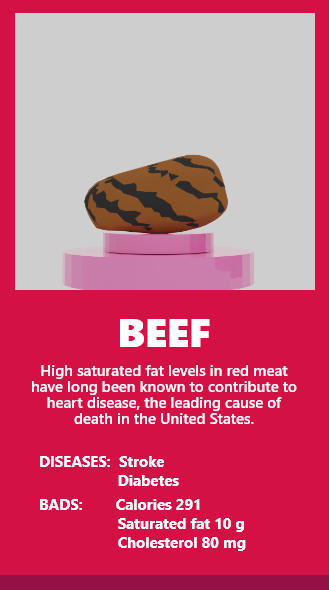 BEEF
High saturated fat levels in red meat
have long been known to contribute to
heart disease, the leading cause of
death in the United States.
DISEASES: Stroke
Diabetes
BADS: Calories 291
Saturated fat 10 g
Cholesterol 80 mg